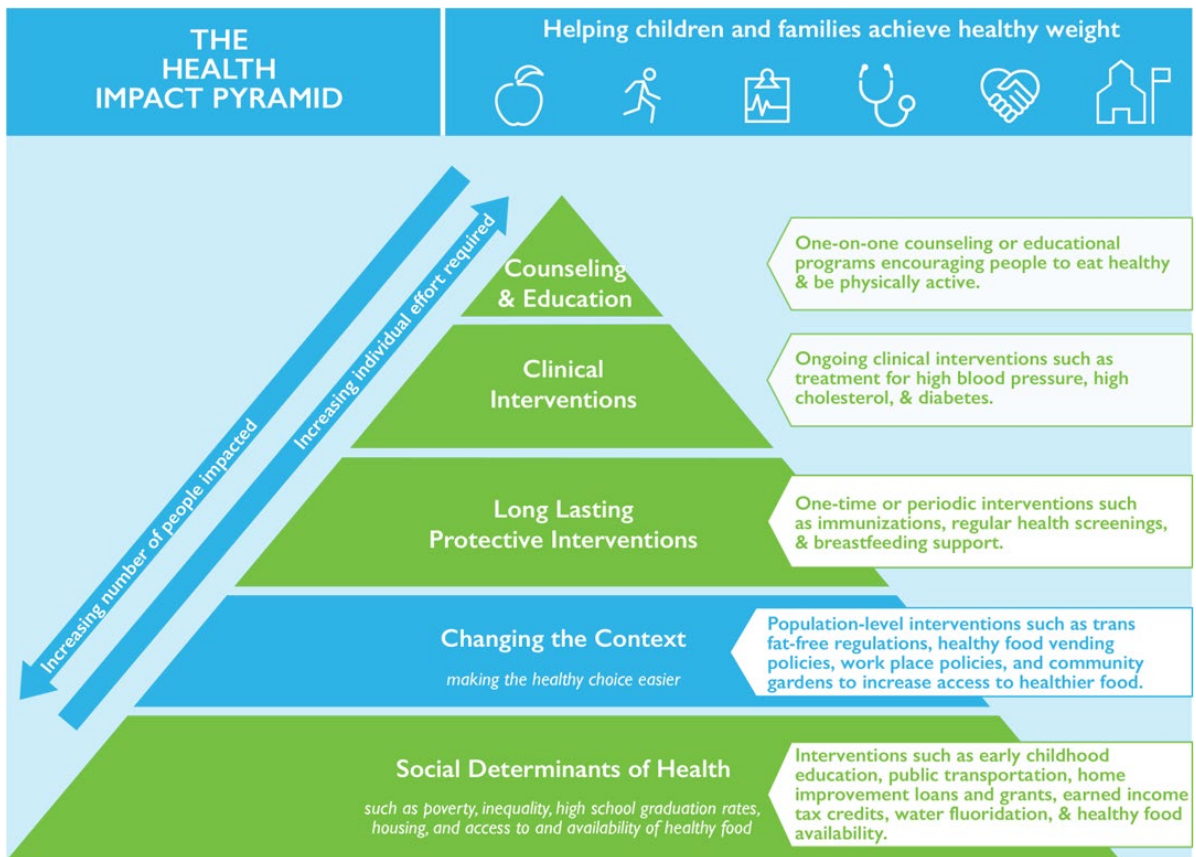 THE
HEALTH
IMPACT PYRAMID
Helping children and families achieve healthy weight
Increasing number of people impacted
Increasing individual effort required
Counseling
& Education
One-on-one counseling or educational
programs encouraging people to eat healthy
& be physically active.
Clinical
Interventions
Ongoing clinical interventions such as
treatment for high blood pressure, high
cholesterol, & diabetes.
Long Lasting
Protective Interventions
One-time or periodic interventions such
as immunizations, regular health screenings,
& breastfeeding support.
Changing the Context
making the healthy choice easier
Population-level interventions such as trans
fat-free regulations, healthy food vending
policies, work place policies, and community
gardens to increase access to healthier food.
Social Determinants of Health
such as poverty, inequality, high school graduation rates,
housing, and access to and availability of healthy food
Interventions such as early childhood
education, public transportation, home
improvement loans and grants, earned income
tax credits, water fluoridation, & healthy food
availability.